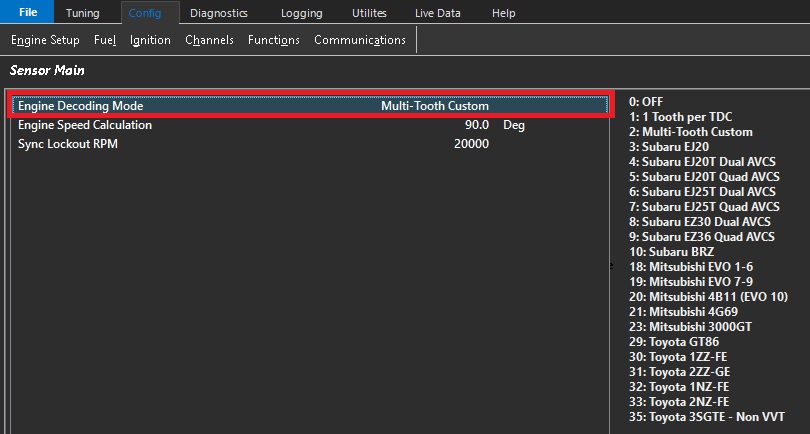 File Tuning Config Diagnostics Logging Utilites Live Data Help
Engine Setup Fuel Ignition Channels Functions Communications
Sensor Main
Engine Decoding Mode Multi-Tooth Custom
Engine Speed Calculation 90.0 Deg
Sync Lockout RPM 20000
0: OFF
1: 1 Tooth per TDC
2: Multi-Tooth Custom
3: Subaru EJ20
4: Subaru EJ20T Dual AVCS
5: Subaru EJ20T Quad AVCS
6: Subaru EJ25T Dual AVCS
7: Subaru EJ25T Quad AVCS
8: Subaru EZ30 Dual AVCS
9: Subaru EZ36 Quad AVCS
10: Subaru BRZ
18: Mitsubishi EVO 1-6
19: Mitsubishi EVO 7-9
20: Mitsubishi 4B11 (EVO 10)
21: Mitsubishi 4G69
23: Mitsubishi 3000GT
29: Toyota GT86
30: Toyota 1ZZ-FE
31: Toyota 2ZZ-GE
32: Toyota 1NZ-FE
33: Toyota 2NZ-FE
35: Toyota 3SGTE - Non VVT